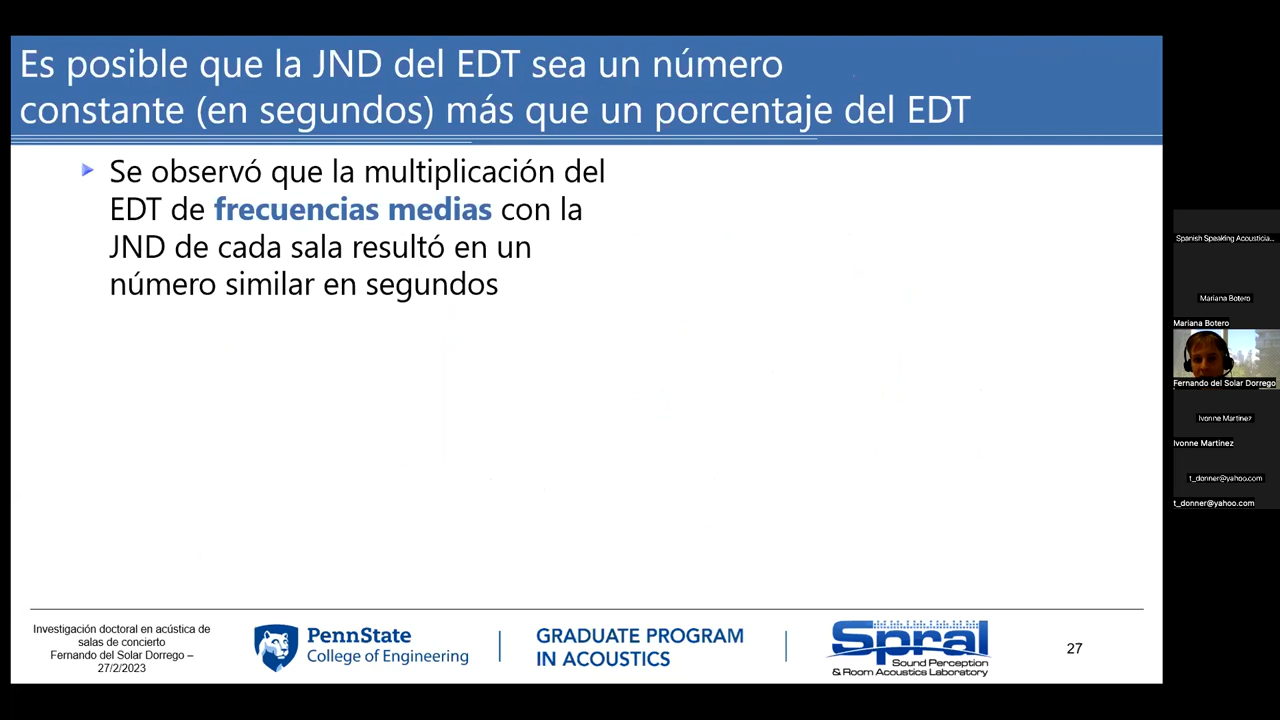 Es posible que la JND del EDT sea un número
constante (en segundos) más que un porcentaje del EDT
Se observó que la multiplicación del
EDT de frecuencias medias con la
JND de cada sala resultó en un
número similar en segundos
Spanish Speaking Acousticia...
Mariana Botero
Mariana Botero
Fernando del Solar Dorrego
Ivonne Martinez
Ivonne Martinez
t_donner@yahoo.com
t_donner@yahoo.com
Investigación doctoral en acústica de
salas de concierto
Fernando del Solar Dorrego –
27/2/2023
PennState
College of Engineering
GRADUATE PROGRAM
IN ACOUSTICS
Spral
Sound Perception
& Room Acoustics Laboratory
27